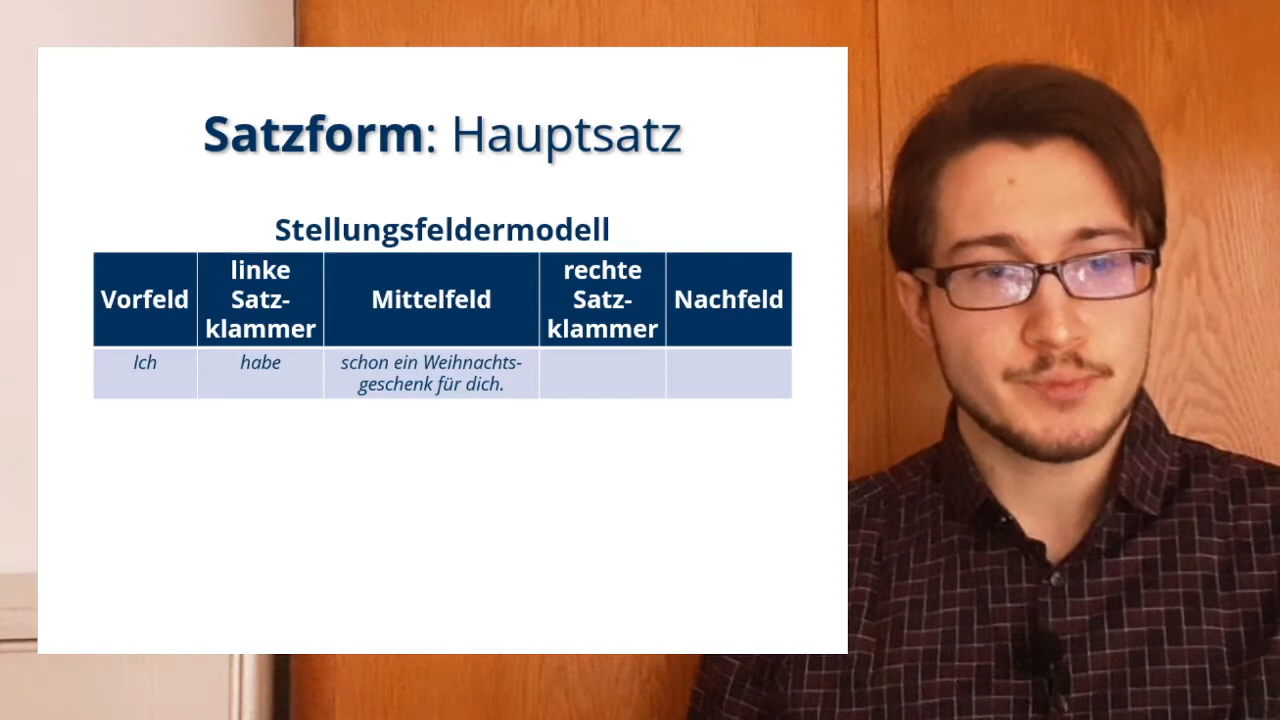 Satzform: Hauptsatz
Stellungsfeldermodell
Vorfeld
linke
Satz-
klammer
Mittelfeld
rechte
Satz-
klammer
Nachfeld
Ich
habe
schon ein Weihnachts-
geschenk für dich.